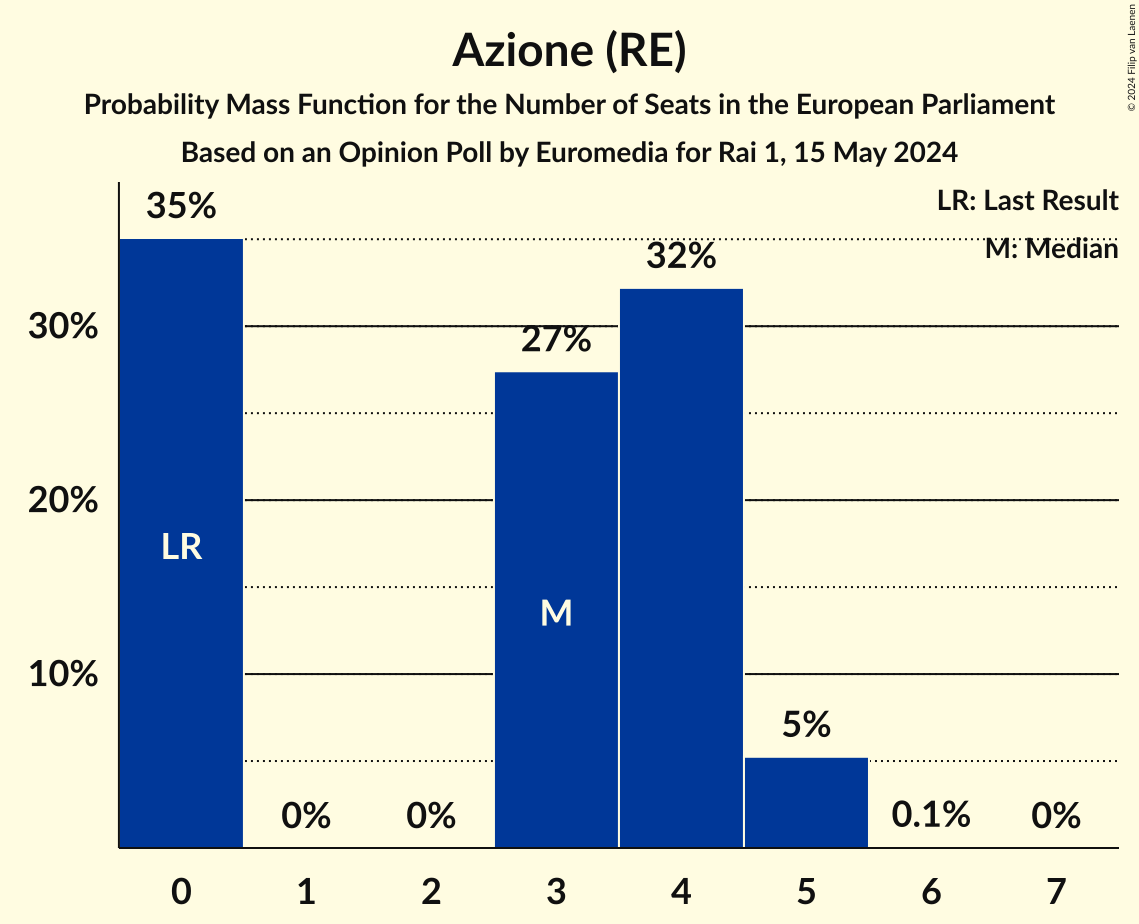 Azione (RE)
Probability Mass Function for the Number of Seats in the European Parliament
Based on an Opinion Poll by Euromedia for Rai 1, 15 May 2024
© 2024 Filip van Laenen
LR: Last Result
M: Median
35%
32%
30%
27%
20%
LR
M
10%
5%
0%
0%
0.1%
0%
0 1 2 3 4 5 6 7